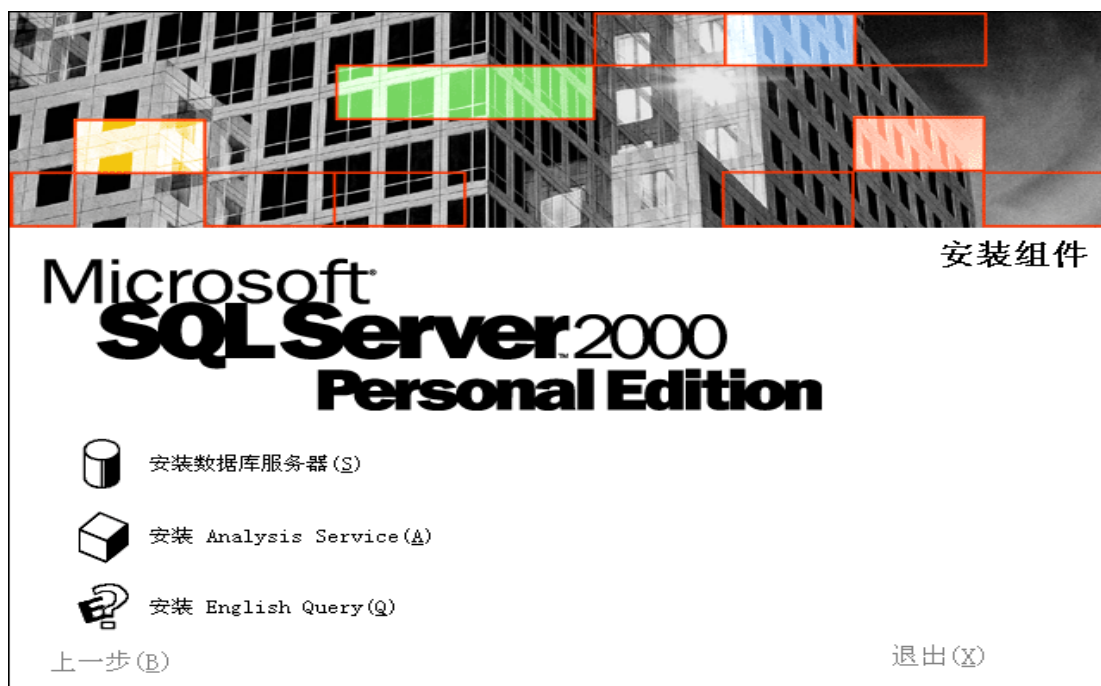 安装组件
Microsoft®
SQL Server™ 2000
Personal Edition
安装数据库服务器(S)
安装 Analysis Service(A)
安装 English Query(Q)
上一步(B)
退出(X)